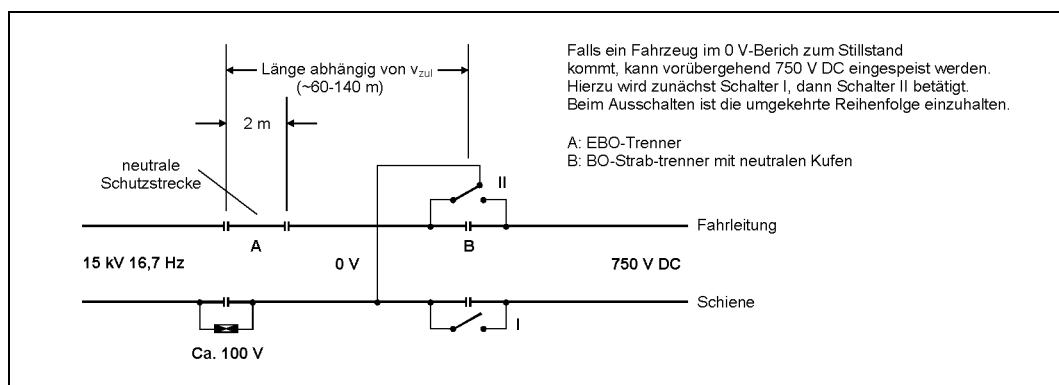 Länge abhängig von vzul
(~60-140 m)
2 m
neutrale
Schutzstrecke
Falls ein Fahrzeug im 0 V-Berich zum Stillstand
kommt, kann vorübergehend 750 V DC eingespeist werden.
Hierzu wird zunächst Schalter I, dann Schalter II betätigt.
Beim Ausschalten ist die umgekehrte Reihenfolge einzuhalten.
A: EBO-Trenner
B: BO-Strab-trenner mit neutralen Kufen
II
Fahrleitung
A
B
15 kV 16,7 Hz
0 V
750 V DC
Schiene
I
Ca. 100 V